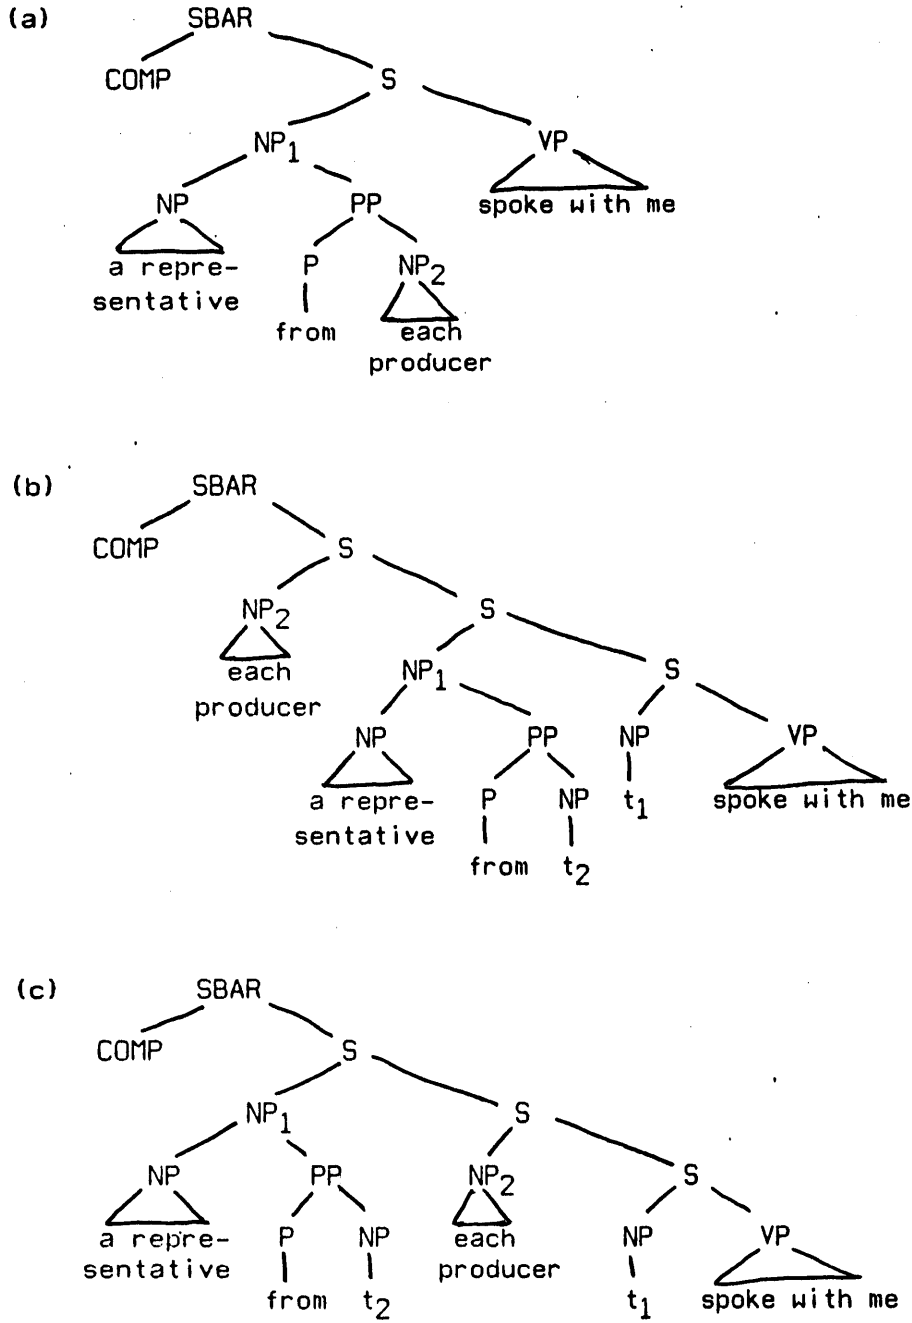 (a) SBAR
COMP S
NP1 VP
NP PP spoke with me
a repre- P NP2
sentative from each
producer
(b) SBAR
COMP S
NP2 S
each NP1 S
producer NP PP NP VP
a repre- P NP t1 spoke with me
sentative from t2
(c) SBAR
COMP S
NP1 S
NP PP NP2 S
a repre- P NP each NP VP
sentative from t2 producer t1 spoke with me